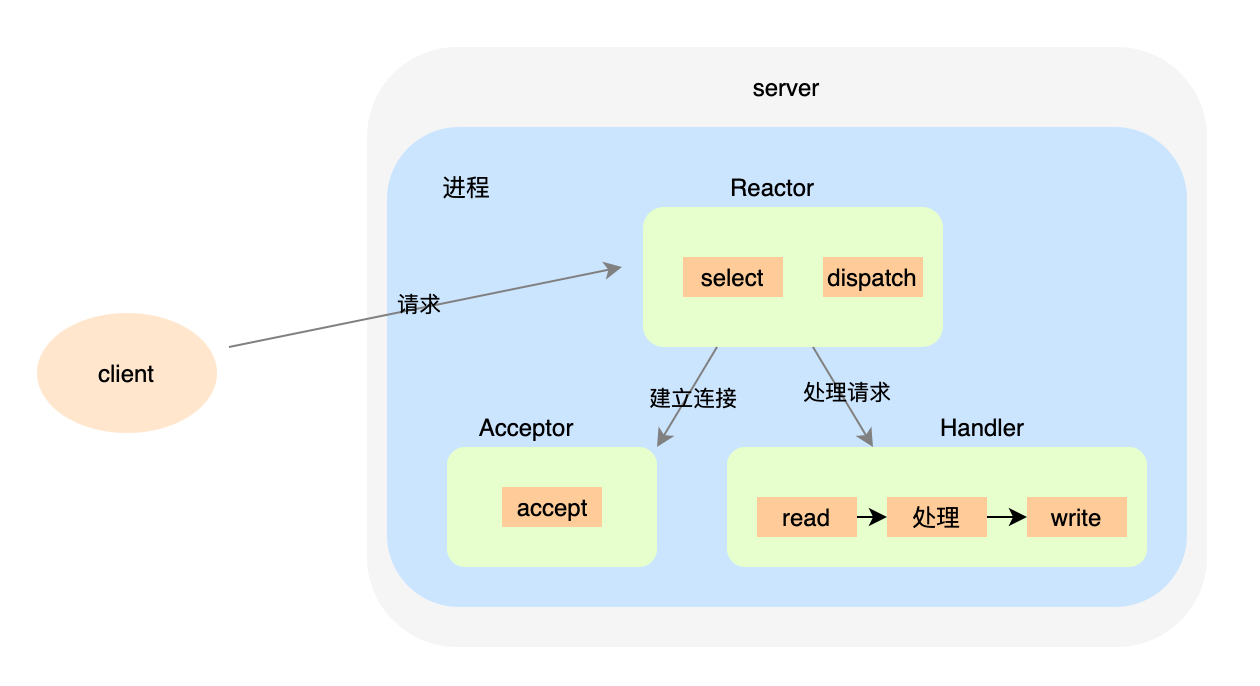 server
进程
Reactor
select
dispatch
请求
client
建立连接
处理请求
Acceptor
Handler
accept
read
处理
write